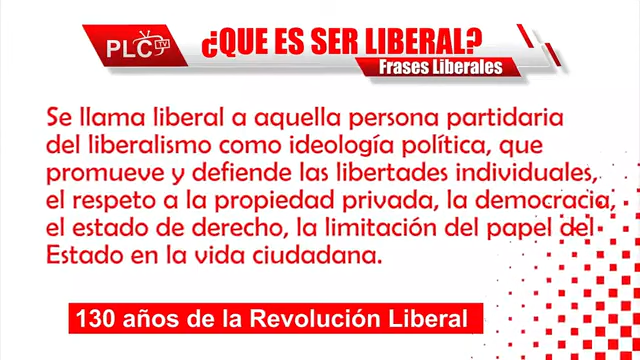 PLC TV
¿QUE ES SER LIBERAL?
Frases Liberales
Se llama liberal a aquella persona partidaria
del liberalismo como ideología política, que
promueve y defiende las libertades individuales,
el respeto a la propiedad privada, la democracia,
el estado de derecho, la limitación del papel del
Estado en la vida ciudadana.
130 años de la Revolución Liberal